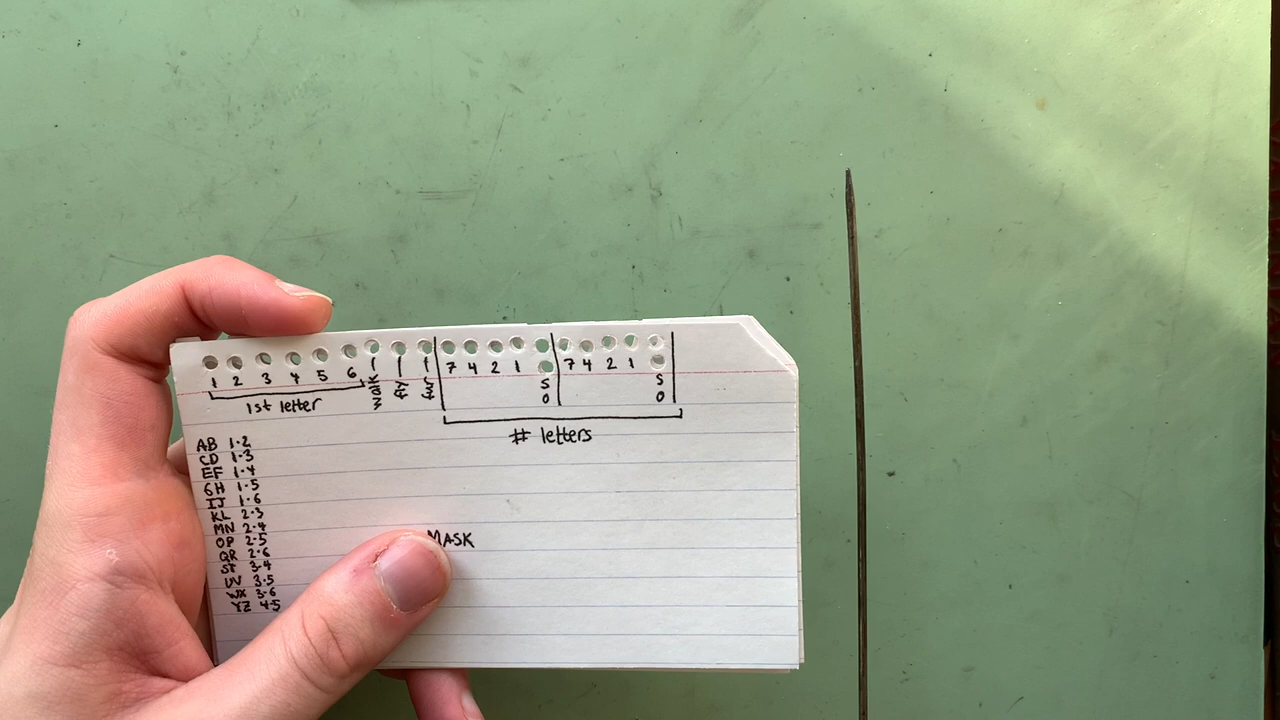 1 2 3 4 5 6 walk fly fur 7 4 2 1 S 7 4 2 1 S
0 0
1st letter
# letters
AB 1·2
CD 1·3
EF 1·4
GH 1·5
IJ 1·6
KL 2·3
MN 2·4
OP 2·5
QR 2·6
ST 3·4
UV 3·5
WX 3·6
YZ 4·5
MASK